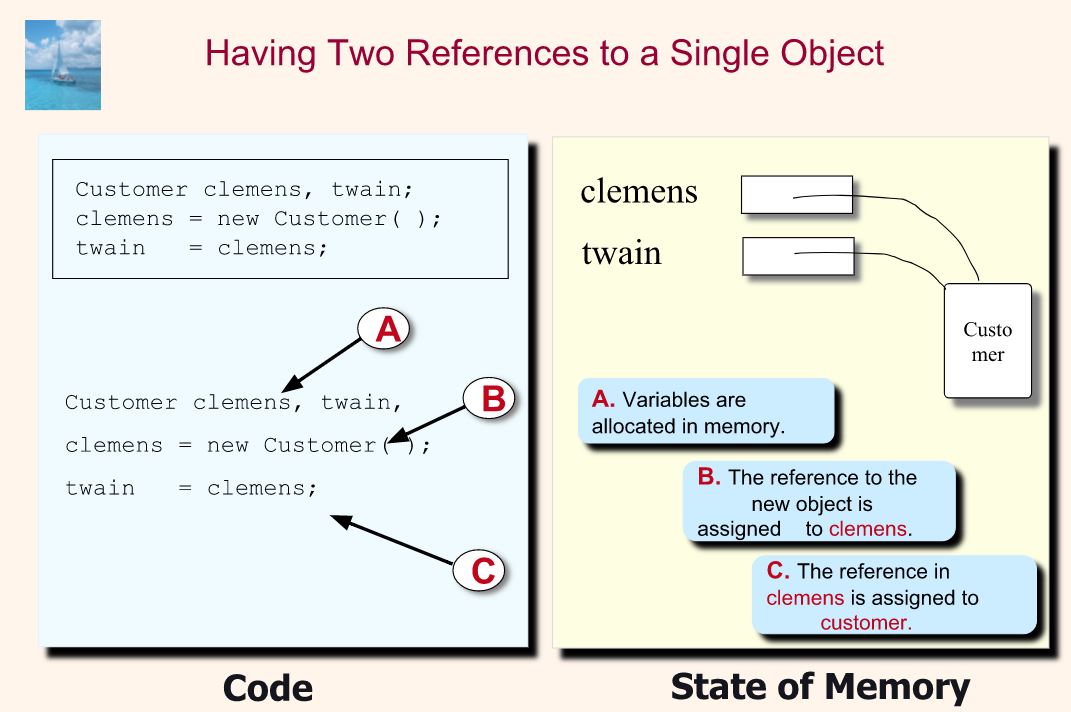 Having Two References to a Single Object
Customer clemens, twain;
clemens = new Customer( );
twain   = clemens;
A
B
Customer clemens, twain,
clemens = new Customer( );
twain   = clemens;
C
Code
clemens
twain
Custo
mer
A. Variables are
allocated in memory.
B. The reference to the
new object is
assigned    to clemens.
C. The reference in
clemens is assigned to
customer.
State of Memory